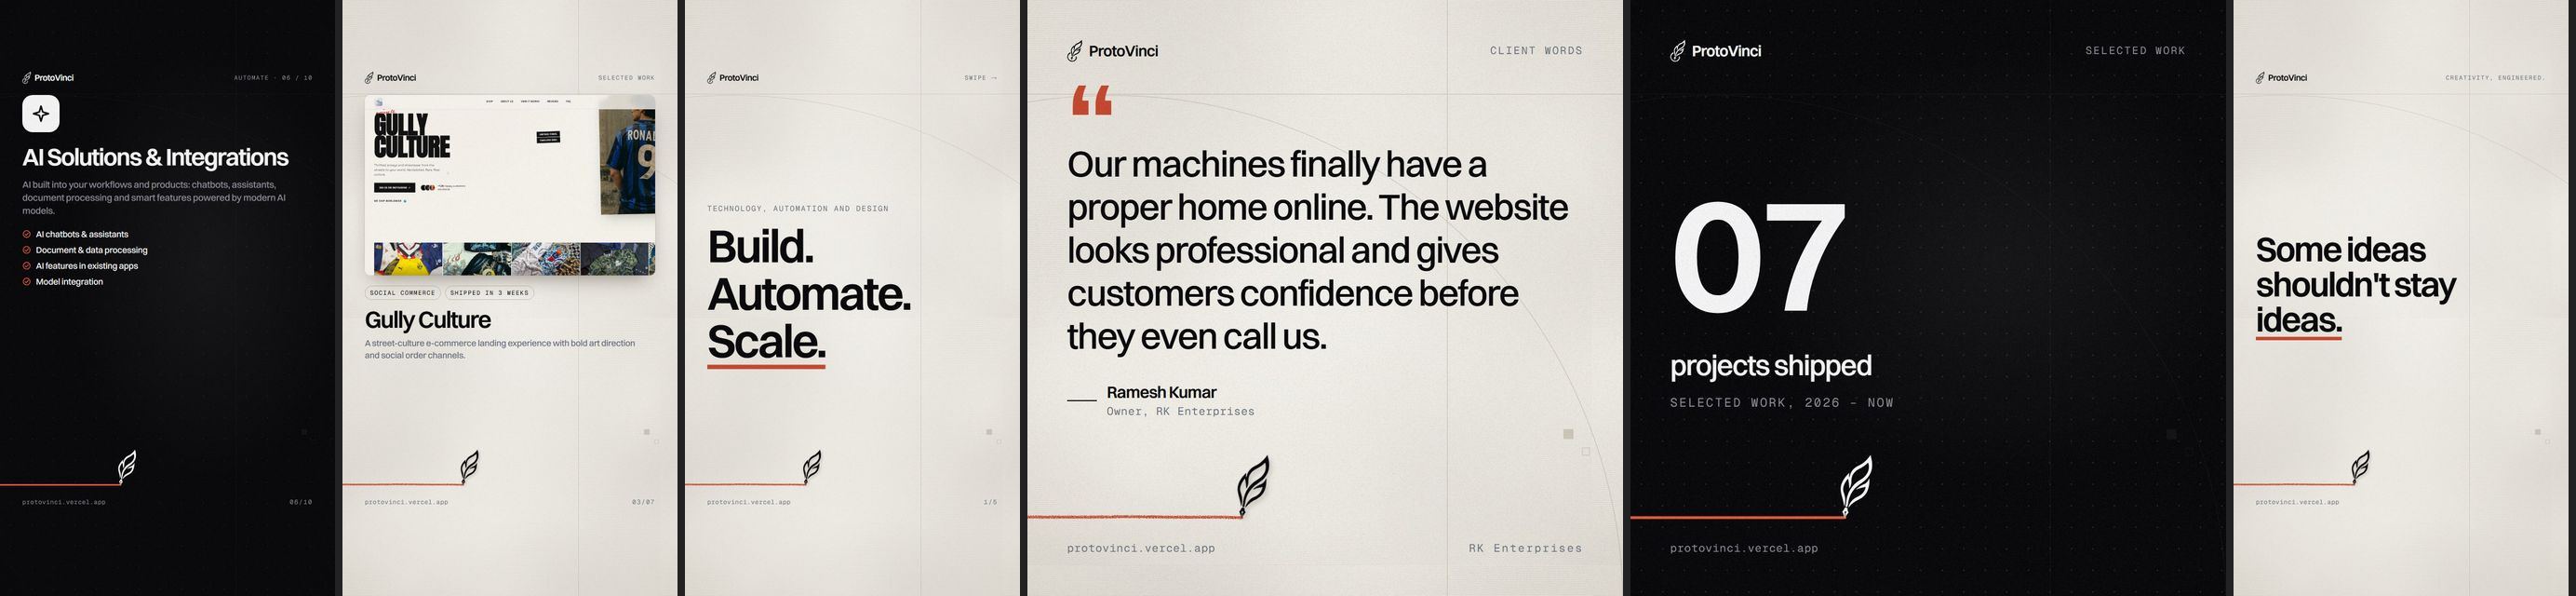 ProtoVinci
AUTOMATE - 06 / 10
AI Solutions & Integrations
AI built into your workflows and products: chatbots, assistants,
document processing and smart features powered by modern AI
models.
AI chatbots & assistants
Document & data processing
AI features in existing apps
Model integration
protovinci.vercel.app
06/10
ProtoVinci
SELECTED WORK
GULLY
CULTURE
RONAL
9
SOCIAL COMMERCE
SHIPPED IN 3 WEEKS
Gully Culture
A street-culture e-commerce landing experience with bold art direction
and social order channels.
protovinci.vercel.app
03/07
ProtoVinci
SWIPE →
TECHNOLOGY, AUTOMATION AND DESIGN
Build.
Automate.
Scale.
protovinci.vercel.app
1/6
ProtoVinci
CLIENT WORDS
“
Our machines finally have a
proper home online. The website
looks professional and gives
customers confidence before
they even call us.
Ramesh Kumar
Owner, RK Enterprises
protovinci.vercel.app
RK Enterprises
ProtoVinci
SELECTED WORK
07
projects shipped
SELECTED WORK, 2026 – NOW
protovinci.vercel.app
ProtoVinci
CREATIVITY, ENGINEERED.
Some ideas
shouldn't stay
ideas.
protovinci.vercel.app